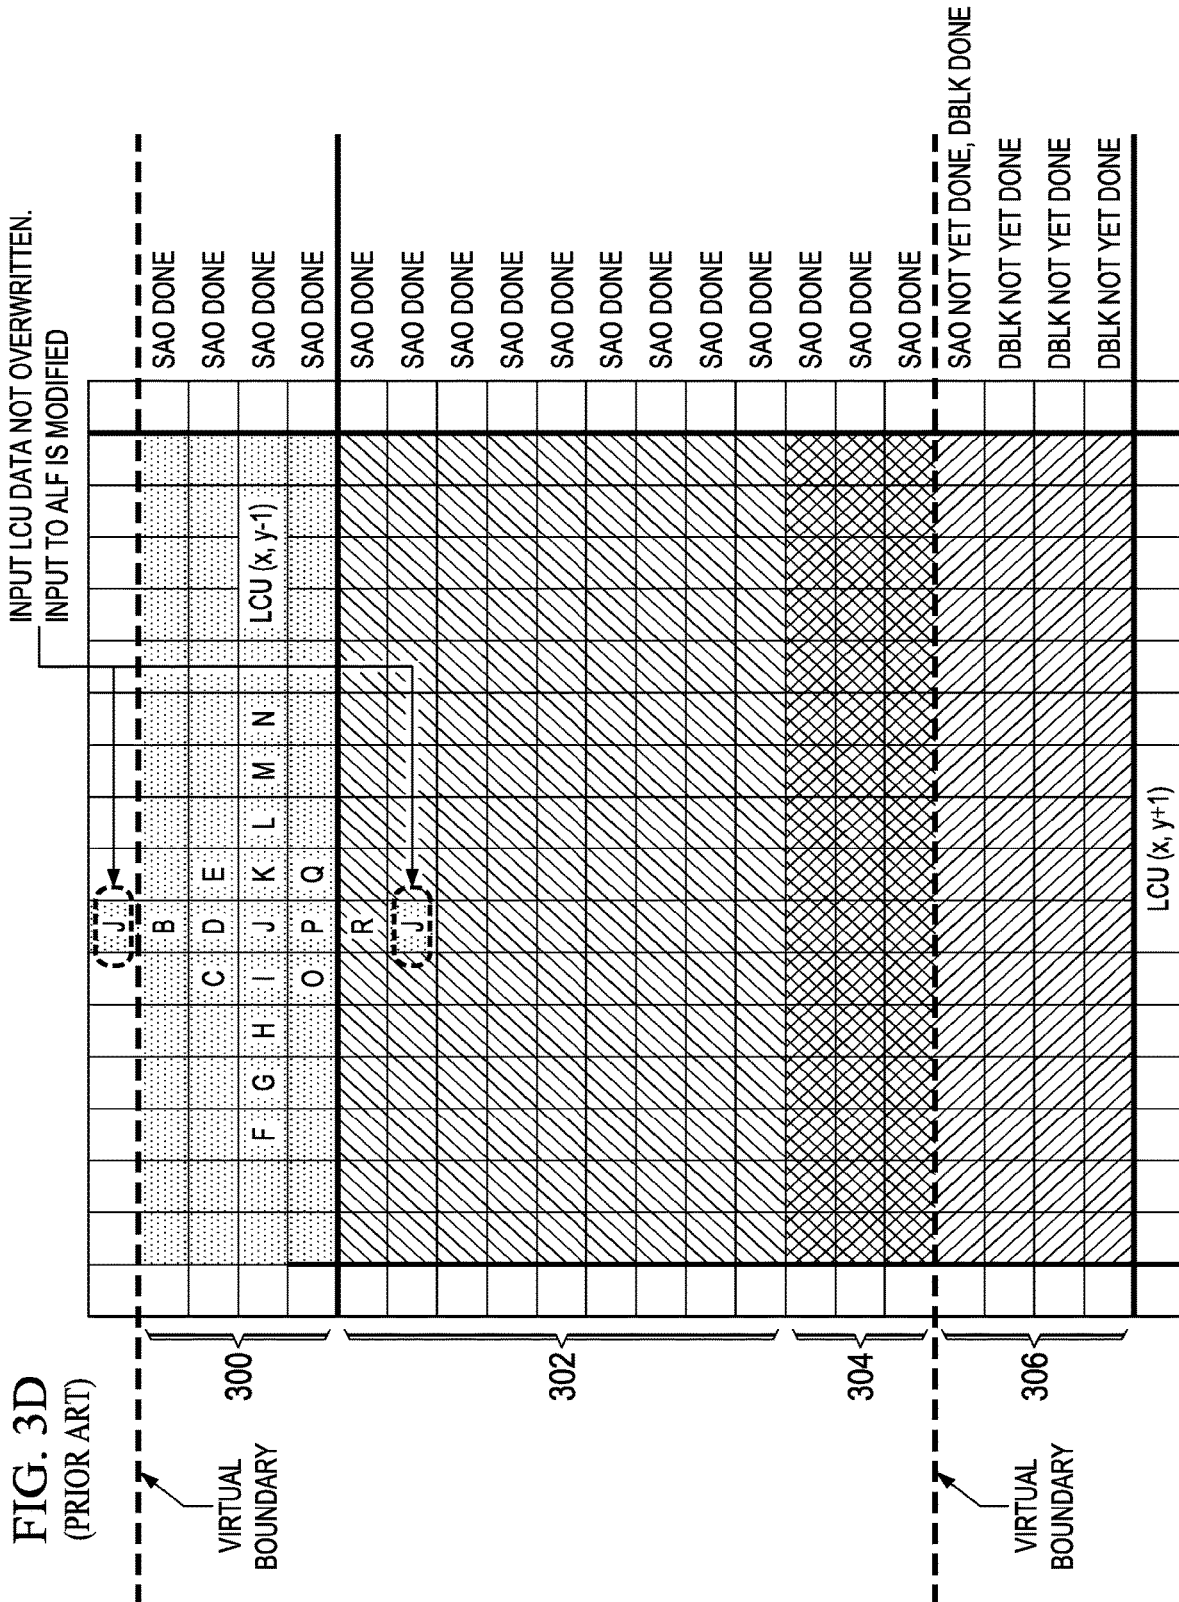 FIG. 3D
(PRIOR ART)
INPUT LCU DATA NOT OVERWRITTEN.
INPUT TO ALF IS MODIFIED
J
VIRTUAL
BOUNDARY
300
B
SAO DONE
C D E
SAO DONE
F G H I J K L M N LCU (x, y-1)
SAO DONE
O P Q
SAO DONE
302
R
SAO DONE
J
SAO DONE
SAO DONE
SAO DONE
SAO DONE
SAO DONE
SAO DONE
SAO DONE
SAO DONE
304
SAO DONE
SAO DONE
SAO DONE
VIRTUAL
BOUNDARY
306
SAO NOT YET DONE, DBLK DONE
DBLK NOT YET DONE
DBLK NOT YET DONE
DBLK NOT YET DONE
LCU (x, y+1)